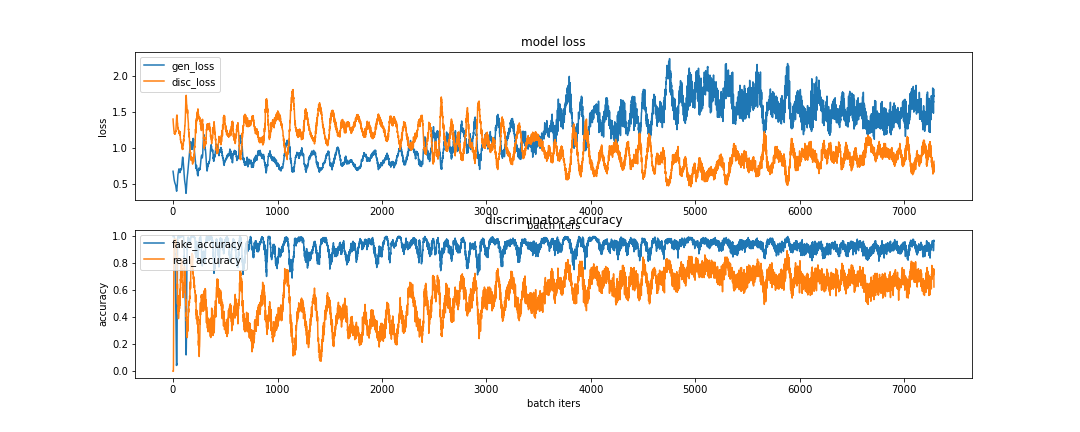 model loss
gen_loss
disc_loss
loss
2.0
1.5
1.0
0.5
0 1000 2000 3000 4000 5000 6000 7000
batch iters
discriminator accuracy
fake_accuracy
real_accuracy
accuracy
1.0
0.8
0.6
0.4
0.2
0.0
0 1000 2000 3000 4000 5000 6000 7000
batch iters